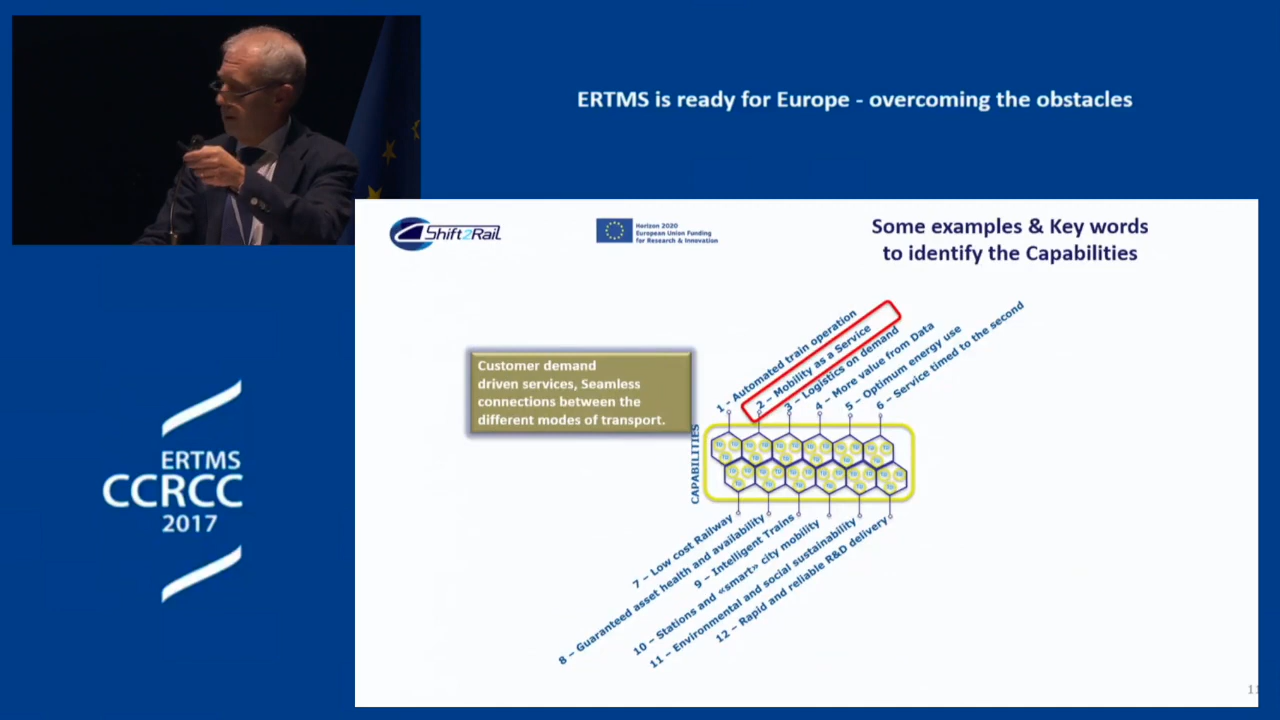 ERTMS is ready for Europe - overcoming the obstacles
Shift2Rail
Horizon 2020
European Union Funding
for Research & Innovation
Some examples & Key words
to identify the Capabilities
Customer demand
driven services, Seamless
connections between the
different modes of transport.
1 – Automated train operation
2 – Mobility as a Service
3 – Logistics on demand
4 – More value from Data
5 – Optimum energy use
6 – Service timed to the second
CAPABILITIES
7 – Low cost Railway
8 – Guaranteed asset health and availability
9 – Intelligent Trains
10 – Stations and «smart» city mobility
11 – Environmental and social sustainability
12 – Rapid and reliable R&D delivery
ERTMS
CCRCC
2017